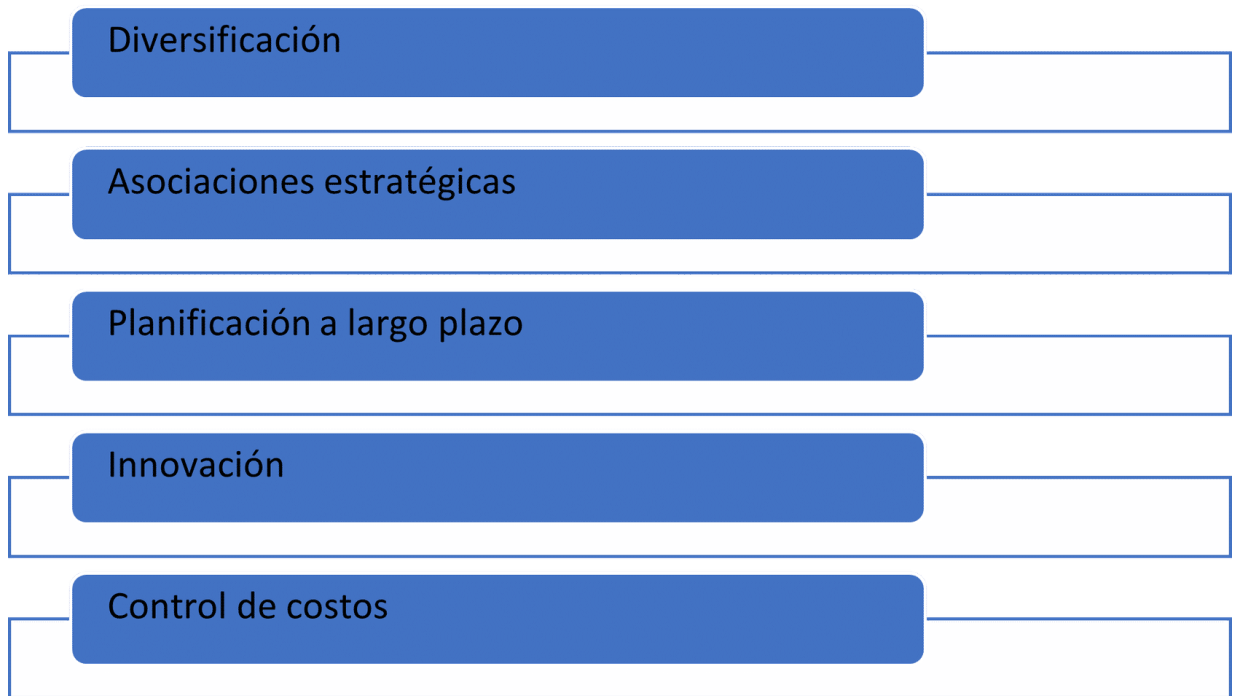 Diversificación
Asociaciones estratégicas
Planificación a largo plazo
Innovación
Control de costos